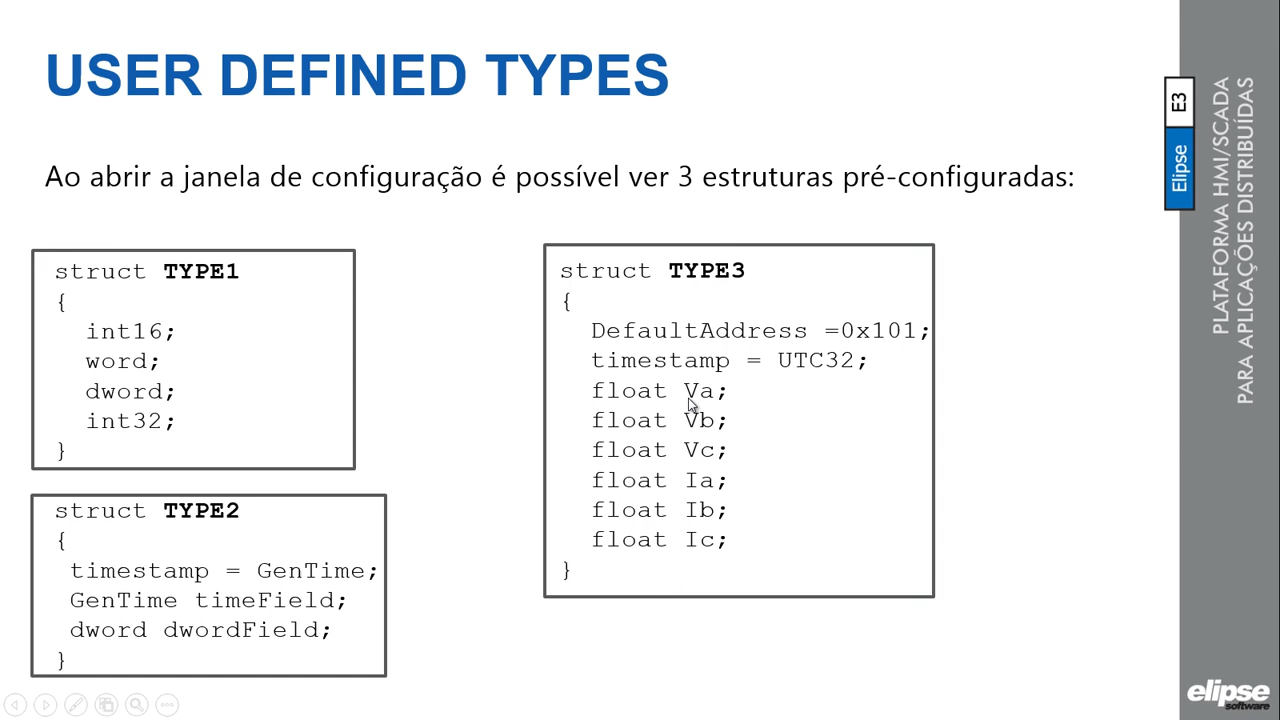 USER DEFINED TYPES
Ao abrir a janela de configuração é possível ver 3 estruturas pré-configuradas:
struct TYPE1
{
int16;
word;
dword;
int32;
}
struct TYPE2
{
timestamp = GenTime;
GenTime timeField;
dword dwordField;
}
struct TYPE3
{
DefaultAddress =0x101;
timestamp = UTC32;
float Va;
float Vb;
float Vc;
float Ia;
float Ib;
float Ic;
}
Elipse E3
PLATAFORMA HMI/SCADA
PARA APLICAÇÕES DISTRIBUÍDAS
elipse
software